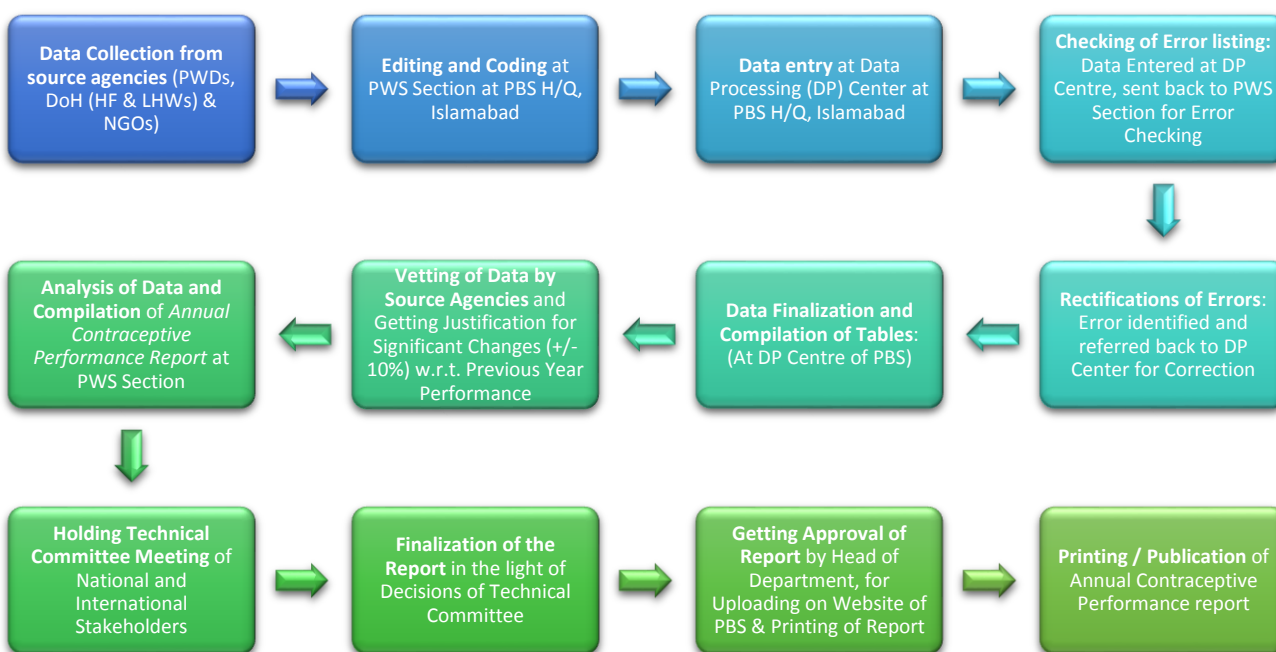 Data Collection from
source agencies (PWDs,
DoH (HF & LHWs) &
NGOs)
Editing and Coding at
PWS Section at PBS H/Q,
Islamabad
Data entry at Data
Processing (DP) Center at
PBS H/Q, Islamabad
Checking of Error listing:
Data Entered at DP
Centre, sent back to PWS
Section for Error
Checking
Rectifications of Errors:
Error identified and
referred back to DP
Center for Correction
Data Finalization and
Compilation of Tables:
(At DP Centre of PBS)
Vetting of Data by
Source Agencies and
Getting Justification for
Significant Changes (+/-
10%) w.r.t. Previous Year
Performance
Analysis of Data and
Compilation of Annual
Contraceptive
Performance Report at
PWS Section
Holding Technical
Committee Meeting of
National and
International
Stakeholders
Finalization of the
Report in the light of
Decisions of Technical
Committee
Getting Approval of
Report by Head of
Department, for
Uploading on Website of
PBS & Printing of Report
Printing / Publication of
Annual Contraceptive
Performance report